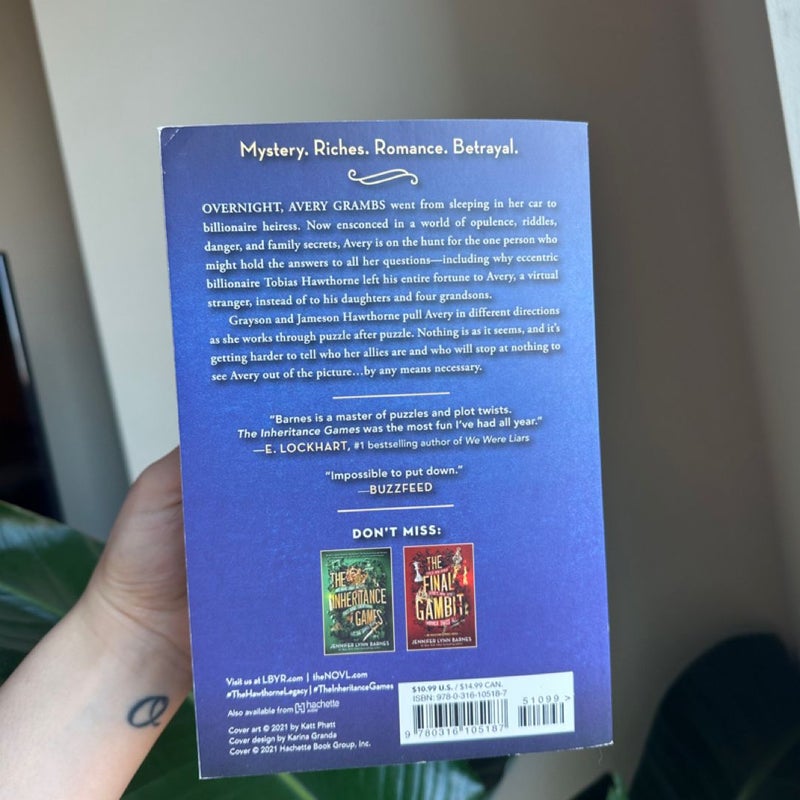 Mystery. Riches. Romance. Betrayal.
OVERNIGHT, AVERY GRAMBS went from sleeping in her car to
billionaire heiress. Now ensconced in a world of opulence, riddles,
danger, and family secrets, Avery is on the hunt for the one person who
might hold the answers to all her questions—including why eccentric
billionaire Tobias Hawthorne left his entire fortune to Avery, a virtual
stranger, instead of to his daughters and four grandsons.
Grayson and Jameson Hawthorne pull Avery in different directions
as she works through puzzle after puzzle. Nothing is as it seems, and it's
getting harder to tell who her allies are and who will stop at nothing to
see Avery out of the picture…by any means necessary.
"Barnes is a master of puzzles and plot twists.
The Inheritance Games was the most fun I've had all year."
—E. LOCKHART, #1 bestselling author of We Were Liars
"Impossible to put down."
—BUZZFEED
DON'T MISS:
THE
INHERITANCE
GAMES
JENNIFER LYNN BARNES
THE
FINAL
GAMBIT
JENNIFER LYNN BARNES
Visit us at LBYR.com | theNOVL.com
#TheHawthorneLegacy | #TheInheritanceGames
Also available from hachette
audio
Cover art © 2021 by Katt Phatt
Cover design by Karina Granda
Cover © 2021 Hachette Book Group, Inc.
$10.99 U.S. / $14.99 CAN.
ISBN: 978-0-316-10518-7
51099 >
9 780316 105187